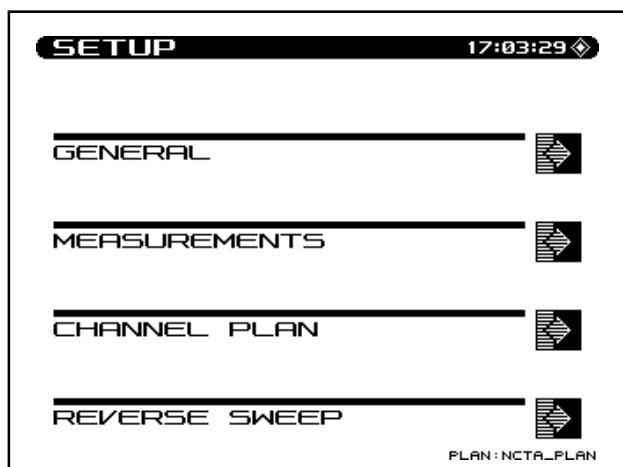 SETUP 17:03:29
GENERAL
MEASUREMENTS
CHANNEL PLAN
REVERSE SWEEP
PLAN:NCTA_PLAN